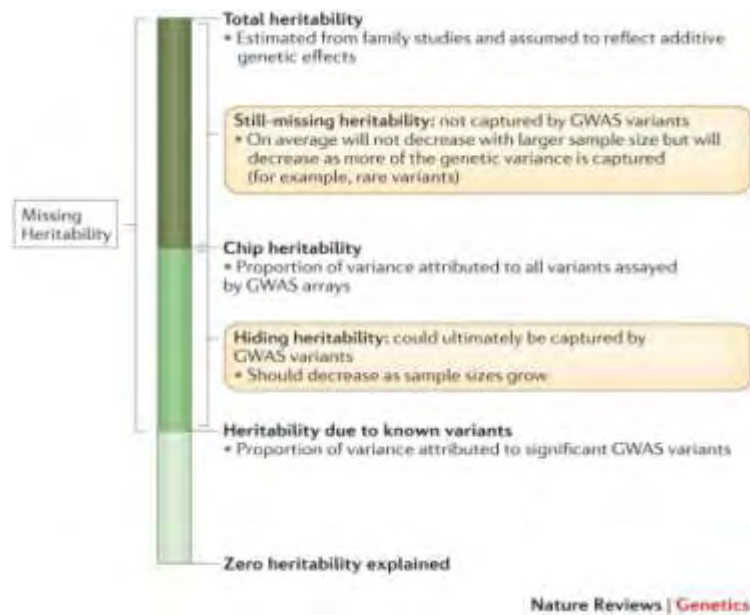 Total heritability
• Estimated from family studies and assumed to reflect additive
genetic effects
Still-missing heritability: not captured by GWAS variants
• On average will not decrease with larger sample size but will
decrease as more of the genetic variance is captured
(for example, rare variants)
Missing
Heritability
Chip heritability
• Proportion of variance attributed to all variants assayed
by GWAS arrays
Hiding heritability: could ultimately be captured by
GWAS variants
• Should decrease as sample sizes grow
Heritability due to known variants
• Proportion of variance attributed to significant GWAS variants
Zero heritability explained
Nature Reviews | Genetics